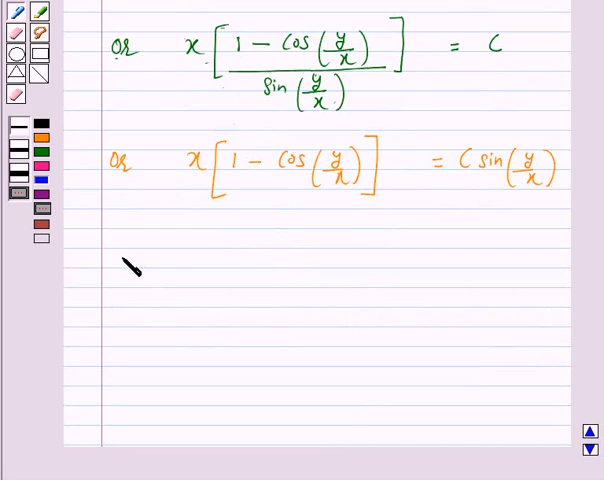 or x [ (1 - cos(y/x)) / sin(y/x) ] = C
or x [ 1 - cos(y/x) ] = C sin(y/x)